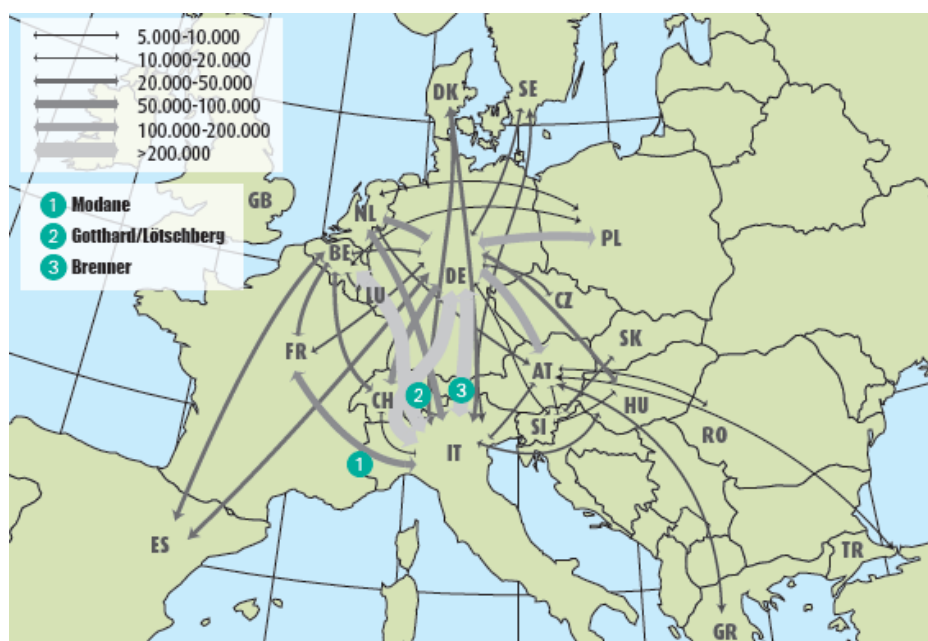 5.000-10.000
10.000-20.000
20.000-50.000
50.000-100.000
100.000-200.000
>200.000
1 Modane
2 Gotthard/Lötschberg
3 Brenner
DK
SE
GB
NL
PL
BE
DE
LU
CZ
SK
FR
AT
CH
2
3
HU
SI
RO
IT
1
ES
TR
GR